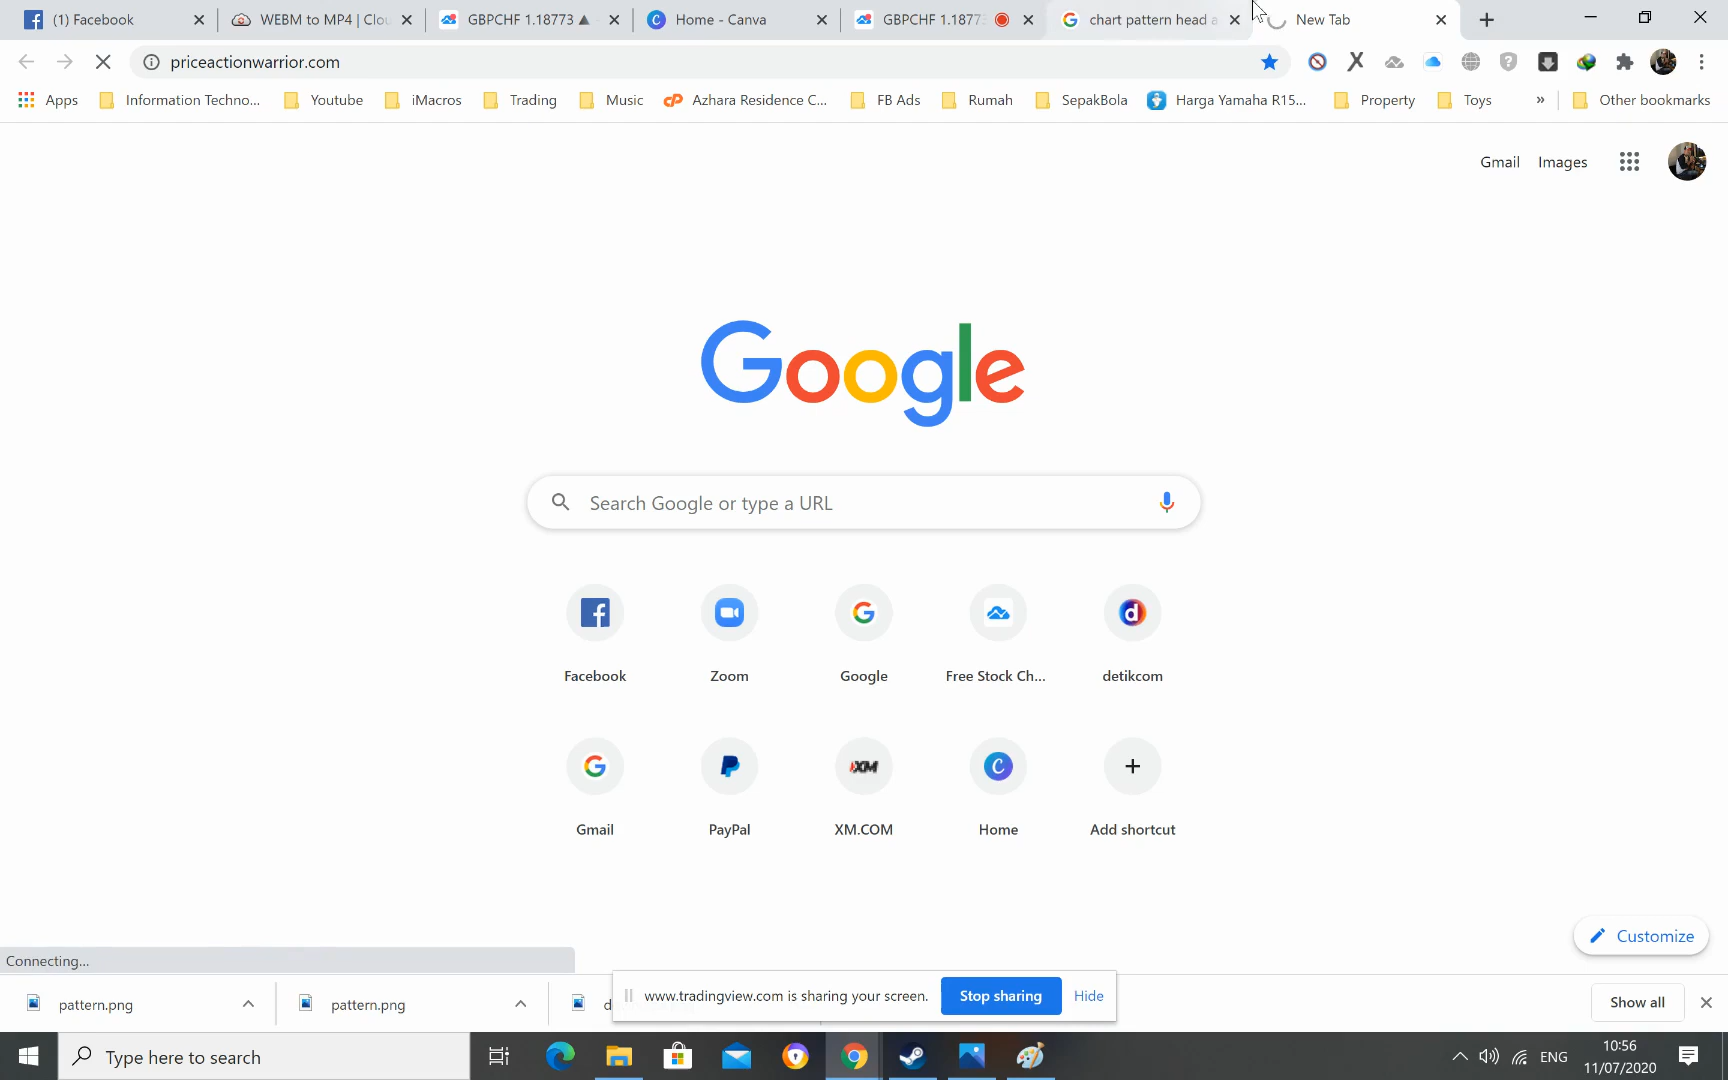 (1) Facebook
WEBM to MP4 | Clou
GBPCHF 1.18773 ▲
Home - Canva
GBPCHF 1.1877
chart pattern head a
New Tab
priceactionwarrior.com
Apps
Information Techno...
Youtube
iMacros
Trading
Music
Azhara Residence C...
FB Ads
Rumah
SepakBola
Harga Yamaha R15...
Property
Toys
»
Other bookmarks
Gmail
Images
Google
Search Google or type a URL
Facebook
Zoom
Google
Free Stock Ch...
detikcom
Gmail
PayPal
XM.COM
Home
Add shortcut
Customize
Connecting...
pattern.png
pattern.png
www.tradingview.com is sharing your screen.
Stop sharing
Hide
Show all
Type here to search
ENG
10:56
11/07/2020